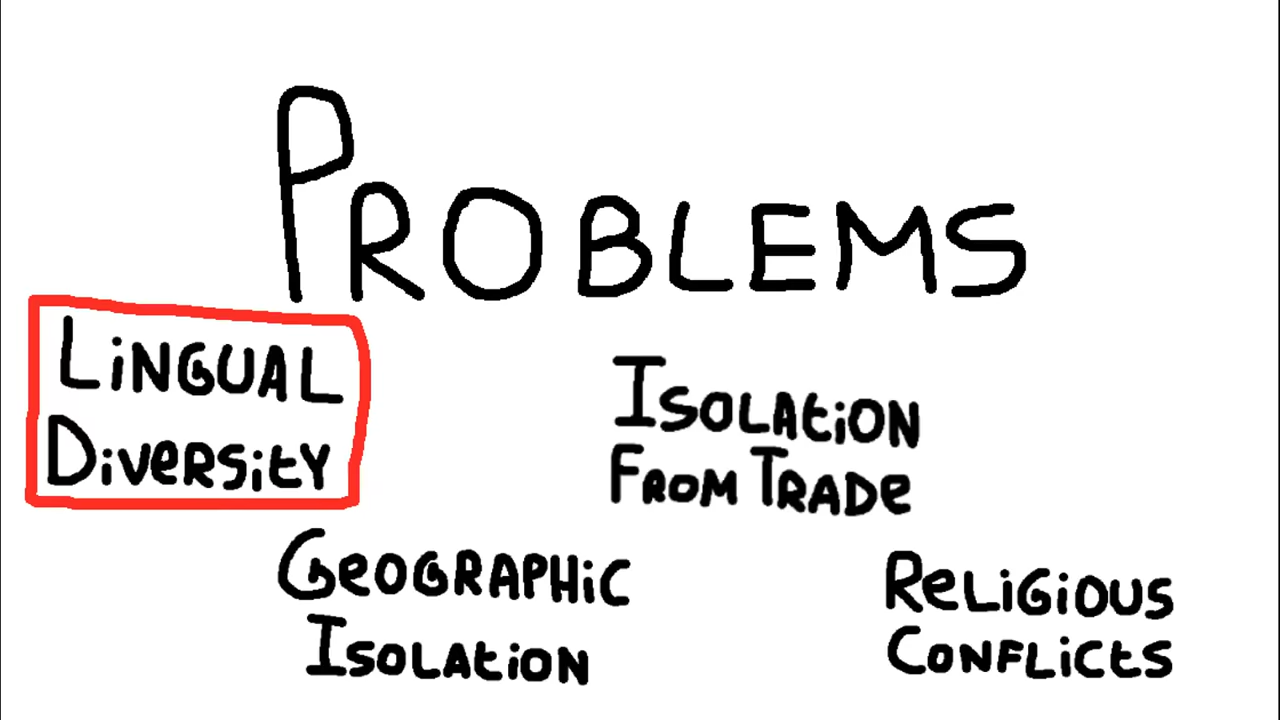 Problems
Lingual
Diversity
Isolation
From Trade
Geographic
Isolation
Religious
Conflicts